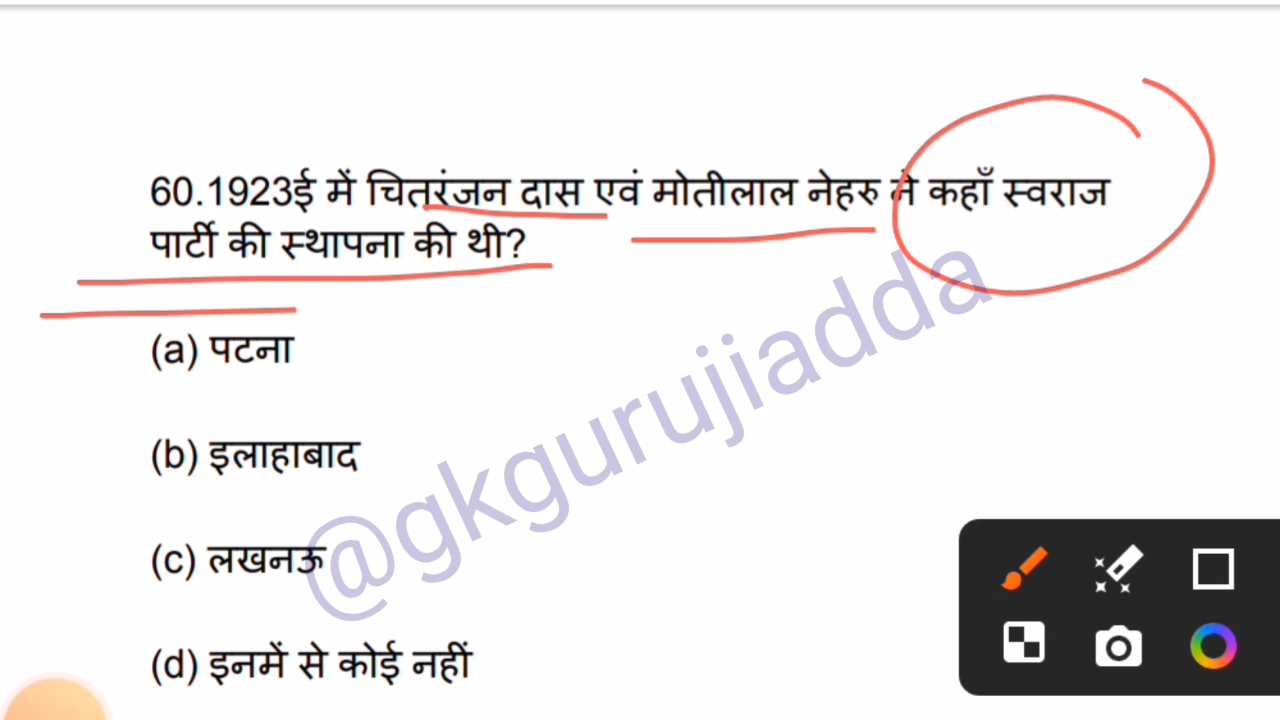 60.1923ई में चितरंजन दास एवं मोतीलाल नेहरु ने कहाँ स्वराज
पार्टी की स्थापना की थी?
(a) पटना
(b) इलाहाबाद
(c) लखनऊ
(d) इनमें से कोई नहीं
@gkgurujiadda